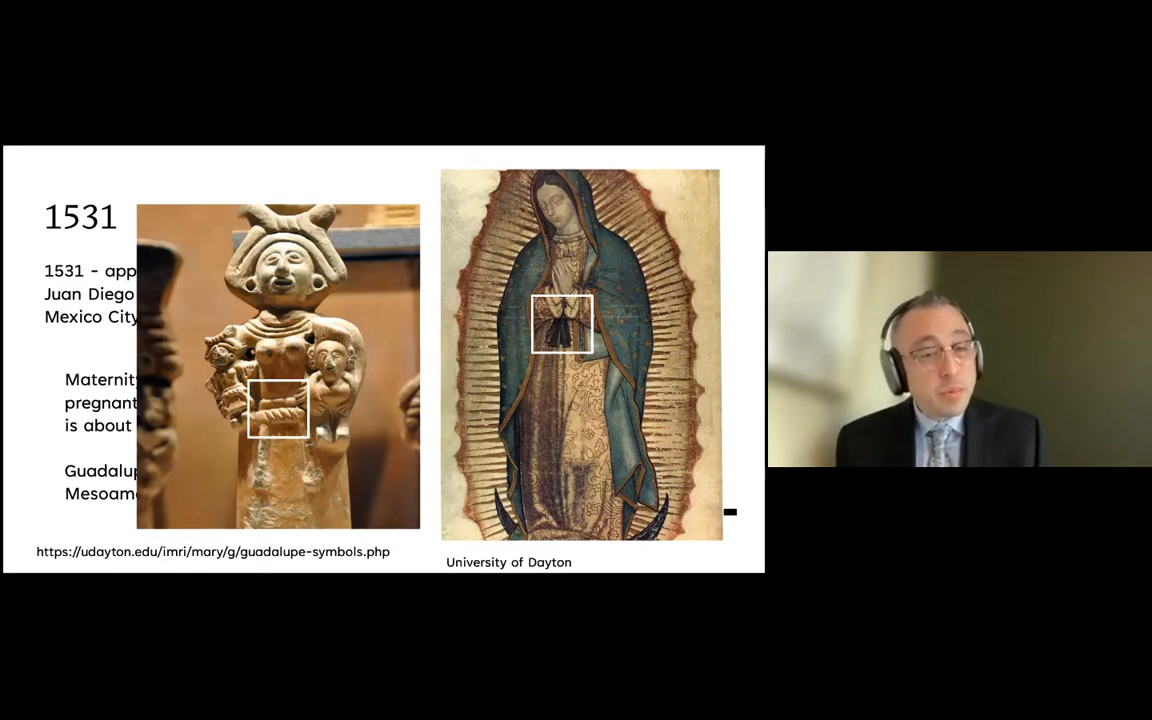 1531
1531 - app
Juan Diego
Mexico City
Maternity
pregnant
is about
Guadalup
Mesoam
https://udayton.edu/imri/mary/g/guadalupe-symbols.php
University of Dayton